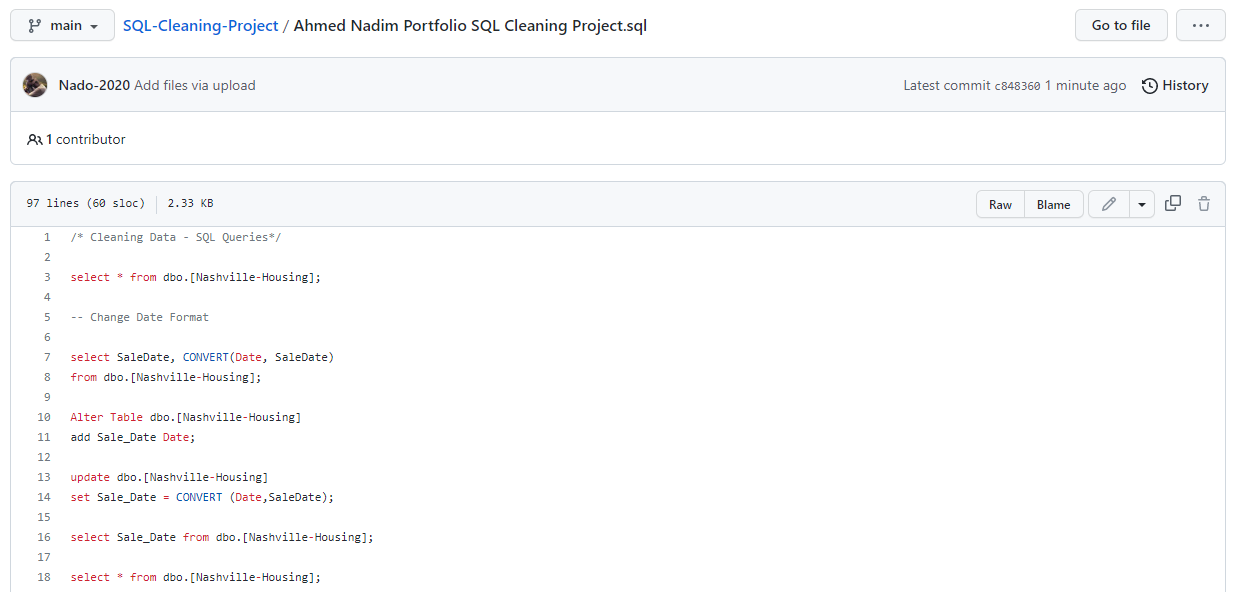 main SQL-Cleaning-Project / Ahmed Nadim Portfolio SQL Cleaning Project.sql Go to file ...
Nado-2020 Add files via upload Latest commit c848360 1 minute ago History
1 contributor
97 lines (60 sloc) 2.33 KB Raw Blame
1 /* Cleaning Data - SQL Queries*/
2
3 select * from dbo.[Nashville-Housing];
4
5 -- Change Date Format
6
7 select SaleDate, CONVERT(Date, SaleDate)
8 from dbo.[Nashville-Housing];
9
10 Alter Table dbo.[Nashville-Housing]
11 add Sale_Date Date;
12
13 update dbo.[Nashville-Housing]
14 set Sale_Date = CONVERT (Date,SaleDate);
15
16 select Sale_Date from dbo.[Nashville-Housing];
17
18 select * from dbo.[Nashville-Housing];